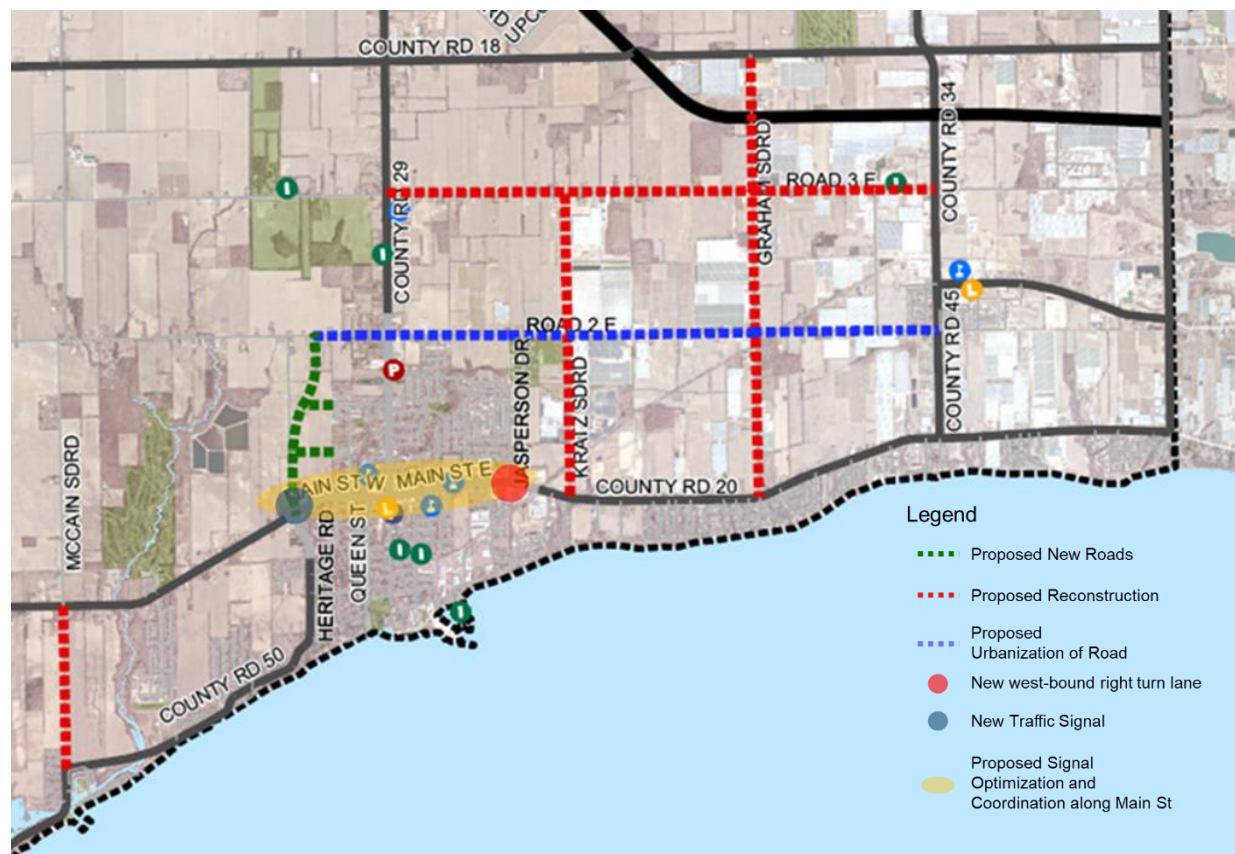 COUNTY RD 18
COUNTY RD 34
COUNTY RD 29
GRAHAM SDRD
ROAD 3 E
ROAD 2 E
COUNTY RD 45
JASPERSON DR
KRATZ SDRD
MCCAIN SDRD
P
L
AIN ST W MAIN ST E
L
COUNTY RD 20
HERITAGE RD
QUEEN ST
COUNTY RD 50
Legend
Proposed New Roads
Proposed Reconstruction
Proposed
Urbanization of Road
New west-bound right turn lane
New Traffic Signal
Proposed Signal
Optimization and
Coordination along Main St